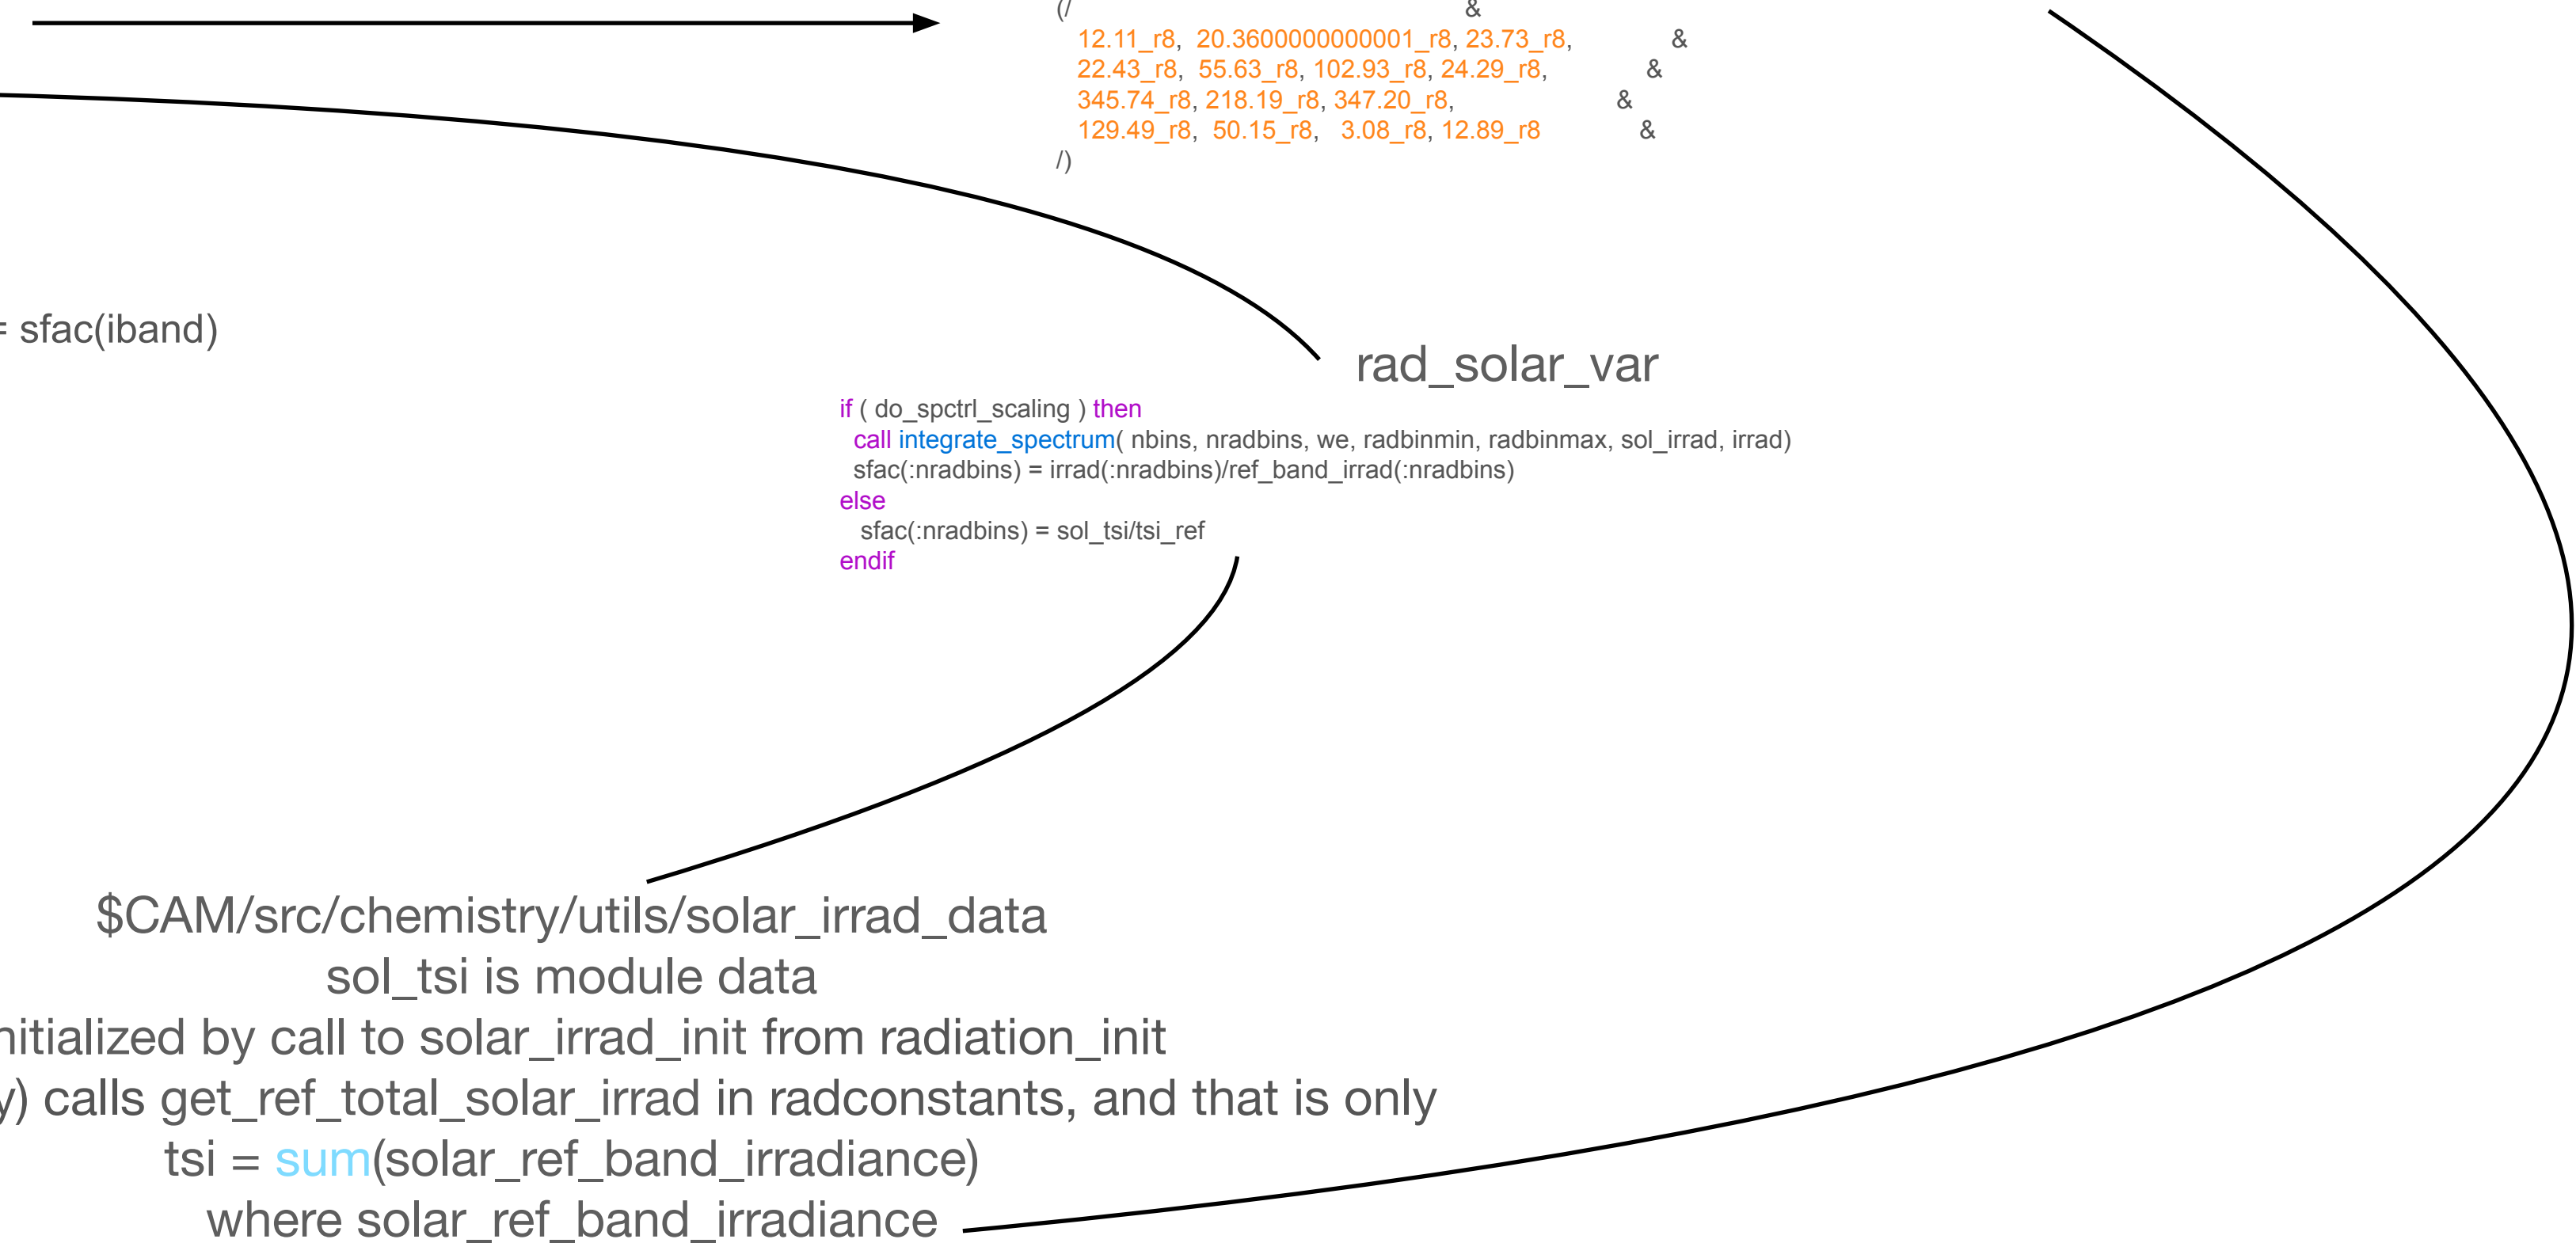 (/ &
12.11_r8, 20.3600000000001_r8, 23.73_r8, &
22.43_r8, 55.63_r8, 102.93_r8, 24.29_r8, &
345.74_r8, 218.19_r8, 347.20_r8, &
129.49_r8, 50.15_r8, 3.08_r8, 12.89_r8 &
/)
= sfac(iband)
rad_solar_var
if ( do_spctrl_scaling ) then
call integrate_spectrum( nbins, nradbins, we, radbinmin, radbinmax, sol_irrad, irrad)
sfac(:nradbins) = irrad(:nradbins)/ref_band_irrad(:nradbins)
else
sfac(:nradbins) = sol_tsi/tsi_ref
endif
$CAM/src/chemistry/utils/solar_irrad_data
sol_tsi is module data
nitialized by call to solar_irrad_init from radiation_init
y) calls get_ref_total_solar_irrad in radconstants, and that is only
tsi = sum(solar_ref_band_irradiance)
where solar_ref_band_irradiance